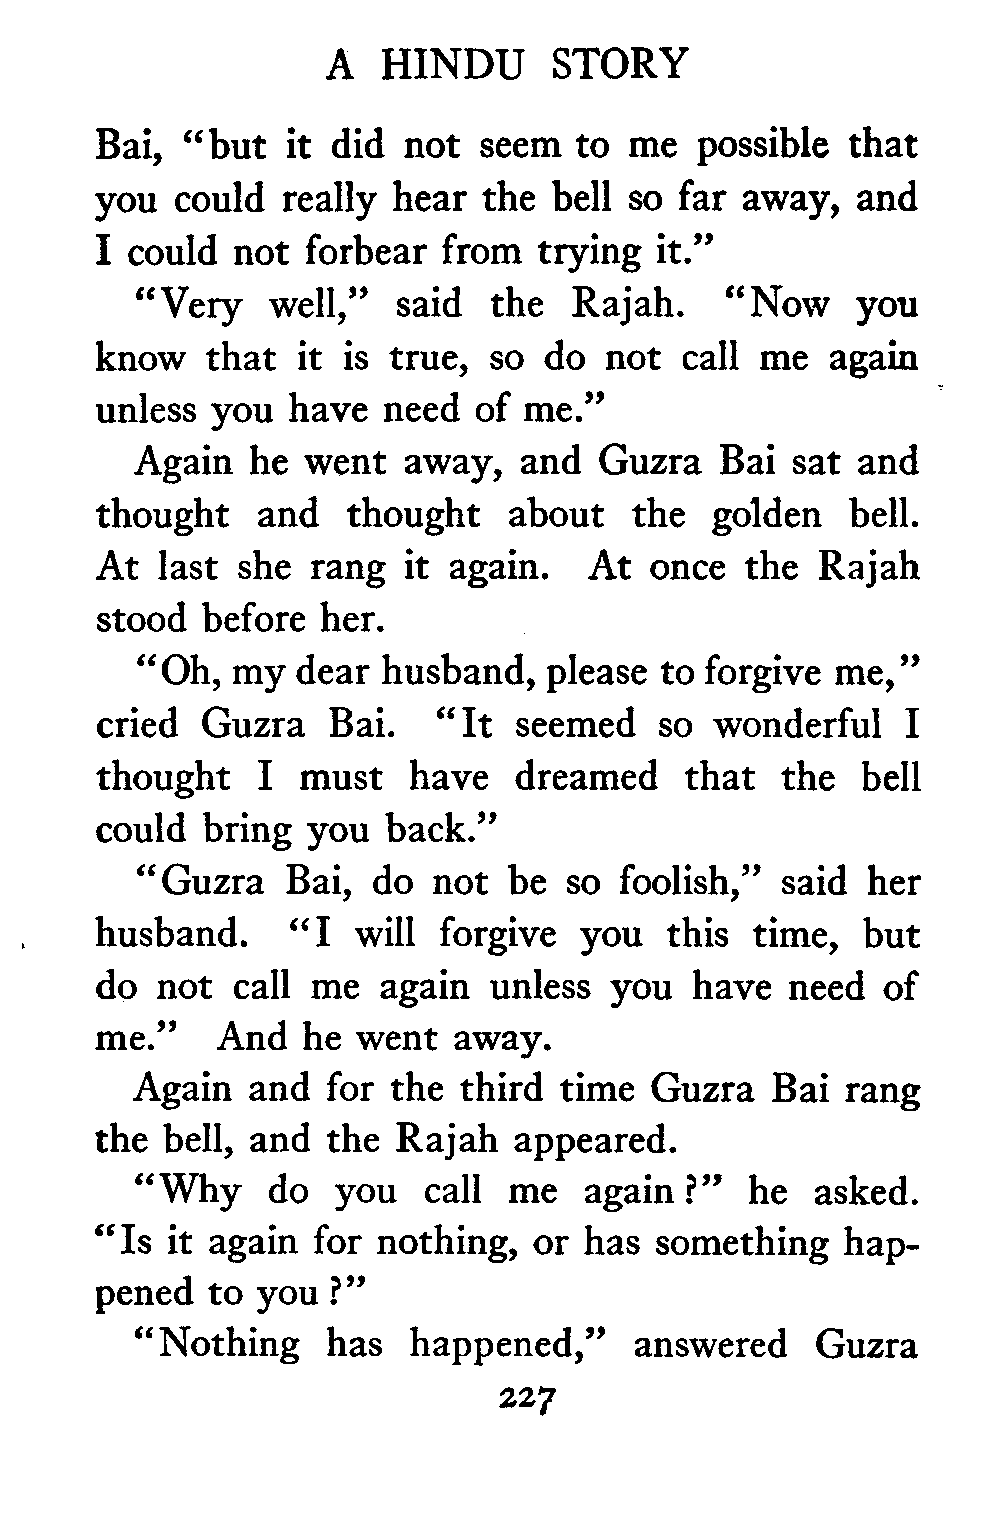 A HINDU STORY
Bai, “but it did not seem to me possible that
you could really hear the bell so far away, and
I could not forbear from trying it.”
“Very well,” said the Rajah. “Now you
know that it is true, so do not call me again
unless you have need of me.”
Again he went away, and Guzra Bai sat and
thought and thought about the golden bell.
At last she rang it again. At once the Rajah
stood before her.
“Oh, my dear husband, please to forgive me,”
cried Guzra Bai. “It seemed so wonderful I
thought I must have dreamed that the bell
could bring you back.”
“Guzra Bai, do not be so foolish,” said her
husband. “I will forgive you this time, but
do not call me again unless you have need of
me.” And he went away.
Again and for the third time Guzra Bai rang
the bell, and the Rajah appeared.
“Why do you call me again ?” he asked.
“Is it again for nothing, or has something hap-
pened to you ?”
“Nothing has happened,” answered Guzra
227